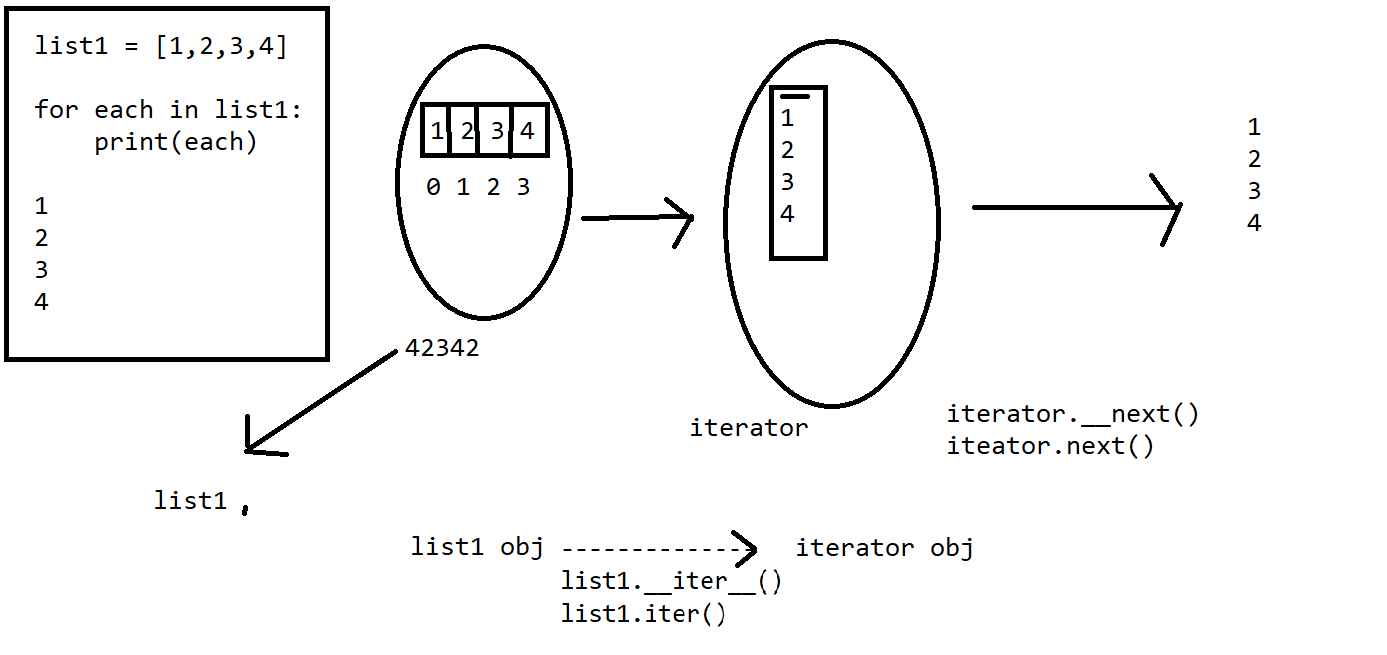 list1 = [1,2,3,4]
for each in list1:
    print(each)
1
2
3
4
1 2 3 4
0 1 2 3
42342
list1 ,
1
2
3
4
iterator
1
2
3
4
iterator.__next()
iteator.next()
list1 obj -------------> iterator obj
list1.__iter__()
list1.iter()